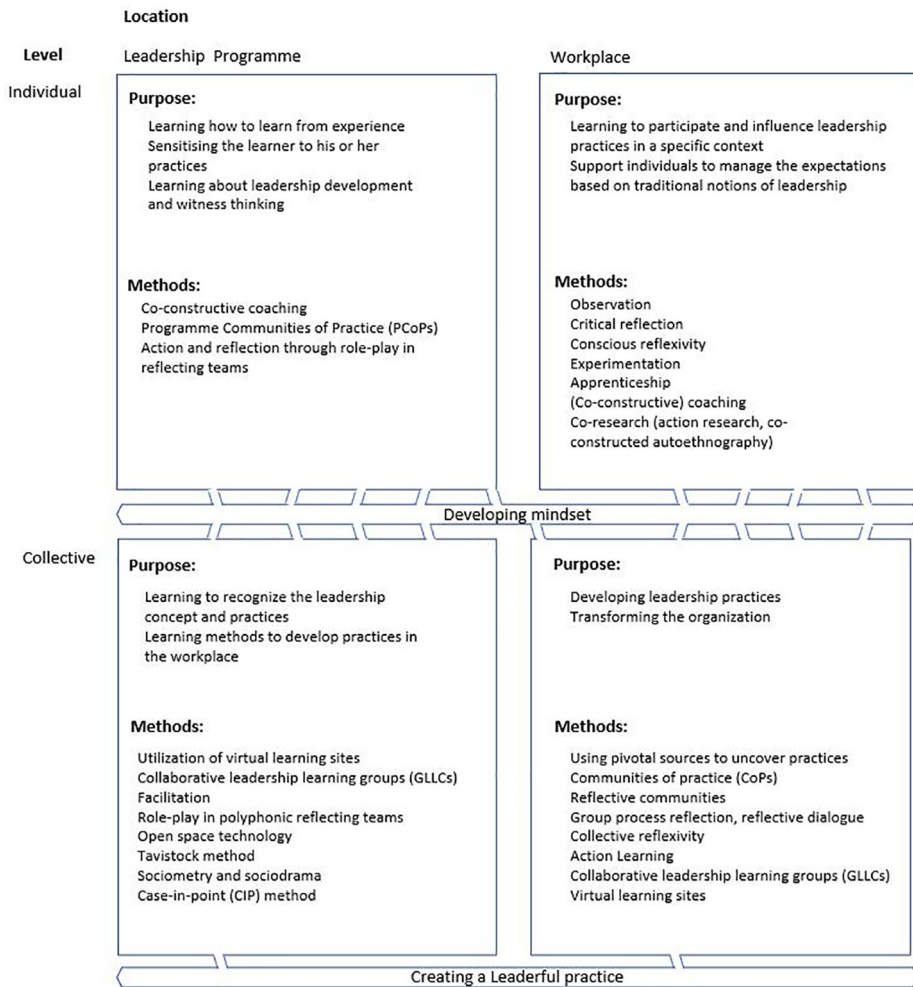 Location
Level
Leadership Programme
Workplace
Individual
Purpose:
Learning how to learn from experience
Sensitising the learner to his or her
practices
Learning about leadership development
and witness thinking
Methods:
Co-constructive coaching
Programme Communities of Practice (PCoPs)
Action and reflection through role-play in
reflecting teams
Purpose:
Learning to participate and influence leadership
practices in a specific context
Support individuals to manage the expectations
based on traditional notions of leadership
Methods:
Observation
Critical reflection
Conscious reflexivity
Experimentation
Apprenticeship
(Co-constructive) coaching
Co-research (action research, co-
constructed autoethnography)
Developing mindset
Collective
Purpose:
Learning to recognize the leadership
concept and practices
Learning methods to develop practices in
the workplace
Methods:
Utilization of virtual learning sites
Collaborative leadership learning groups (GLLCs)
Facilitation
Role-play in polyphonic reflecting teams
Open space technology
Tavistock method
Sociometry and sociodrama
Case-in-point (CIP) method
Purpose:
Developing leadership practices
Transforming the organization
Methods:
Using pivotal sources to uncover practices
Communities of practice (CoPs)
Reflective communities
Group process reflection, reflective dialogue
Collective reflexivity
Action Learning
Collaborative leadership learning groups (GLLCs)
Virtual learning sites
Creating a Leaderful practice